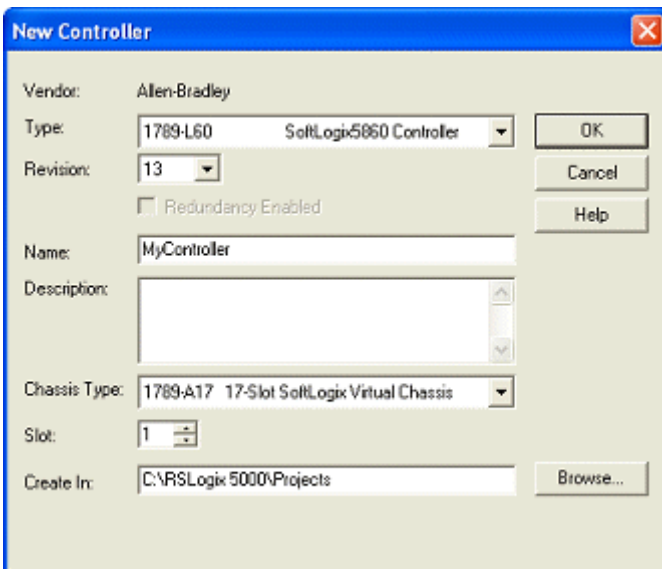 New Controller
Vendor: Allen-Bradley
Type: 1789-L60 SoftLogix5860 Controller OK
Revision: 13 Cancel
Redundancy Enabled Help
Name: MyController
Description:
Chassis Type: 1789-A17 17-Slot SoftLogix Virtual Chassis
Slot: 1
Create In: C:\RSLogix 5000\Projects Browse...